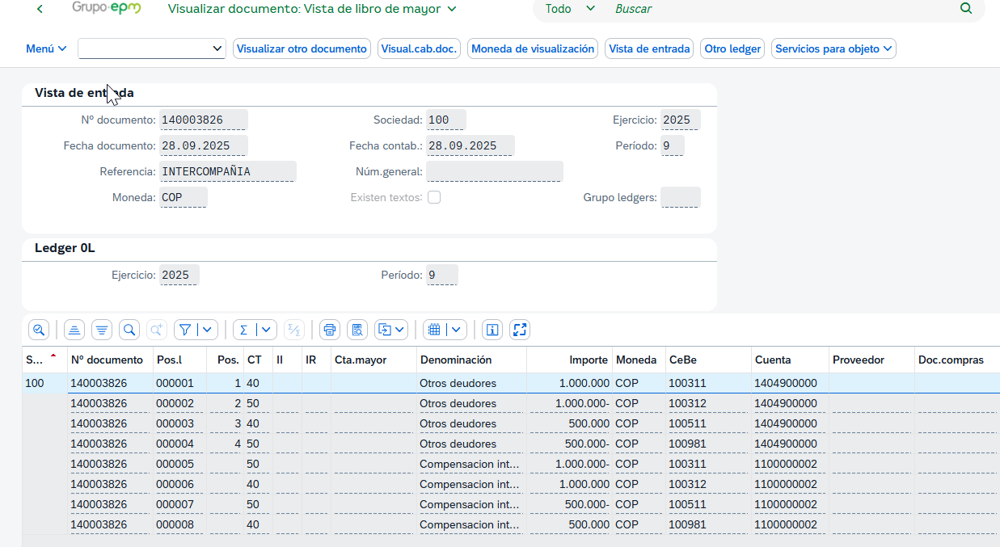 Grupo·epm Visualizar documento: Vista de libro de mayor Todo Buscar
Menú Visualizar otro documento Visual.cab.doc. Moneda de visualización Vista de entrada Otro ledger Servicios para objeto
Vista de entrada
Nº documento: 140003826 Sociedad: 100 Ejercicio: 2025
Fecha documento: 28.09.2025 Fecha contab.: 28.09.2025 Período: 9
Referencia: INTERCOMPAÑIA Núm.general:
Moneda: COP Existen textos: Grupo ledgers:
Ledger 0L
Ejercicio: 2025 Período: 9
S... Nº documento Pos.l Pos. CT II IR Cta.mayor Denominación Importe Moneda CeBe Cuenta Proveedor Doc.compras
100 140003826 000001 1 40 Otros deudores 1.000.000 COP 100311 1404900000
140003826 000002 2 50 Otros deudores 1.000.000- COP 100312 1404900000
140003826 000003 3 40 Otros deudores 500.000 COP 100511 1404900000
140003826 000004 4 50 Otros deudores 500.000- COP 100981 1404900000
140003826 000005 50 Compensacion int... 1.000.000- COP 100311 1100000002
140003826 000006 40 Compensacion int... 1.000.000 COP 100312 1100000002
140003826 000007 50 Compensacion int... 500.000- COP 100511 1100000002
140003826 000008 40 Compensacion int... 500.000 COP 100981 1100000002